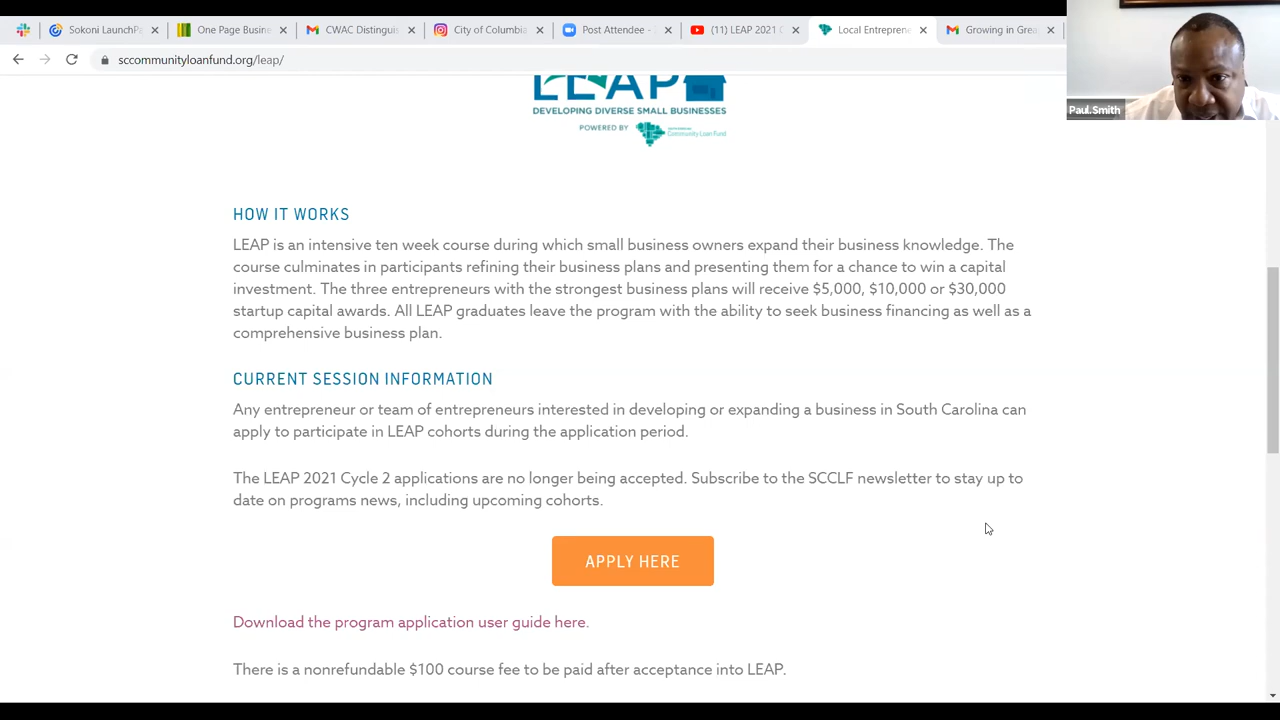 Sokoni LaunchP
One Page Busine
CWAC Distinguis
City of Columbi
Post Attendee -
(11) LEAP 2021 C
Local Entreprene
Growing in Gre
sccommunityloanfund.org/leap/
Paul.Smith
LEAP
DEVELOPING DIVERSE SMALL BUSINESSES
POWERED BY
Community Loan Fund
HOW IT WORKS
LEAP is an intensive ten week course during which small business owners expand their business knowledge. The
course culminates in participants refining their business plans and presenting them for a chance to win a capital
investment. The three entrepreneurs with the strongest business plans will receive $5,000, $10,000 or $30,000
startup capital awards. All LEAP graduates leave the program with the ability to seek business financing as well as a
comprehensive business plan.
CURRENT SESSION INFORMATION
Any entrepreneur or team of entrepreneurs interested in developing or expanding a business in South Carolina can
apply to participate in LEAP cohorts during the application period.
The LEAP 2021 Cycle 2 applications are no longer being accepted. Subscribe to the SCCLF newsletter to stay up to
date on programs news, including upcoming cohorts.
APPLY HERE
Download the program application user guide here.
There is a nonrefundable $100 course fee to be paid after acceptance into LEAP.